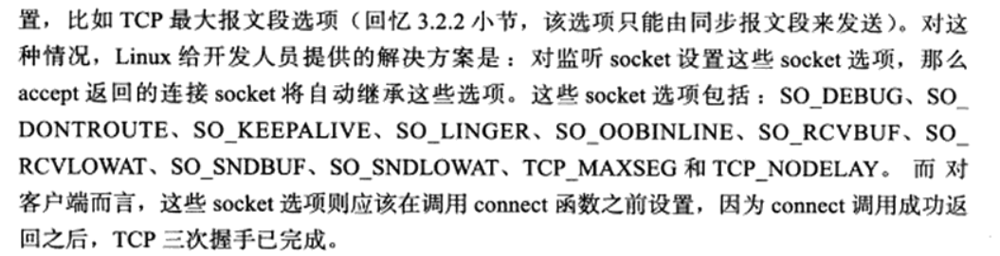 置，比如 TCP 最大报文段选项（回忆 3.2.2 小节，该选项只能由同步报文段来发送）。对这
种情况，Linux 给开发人员提供的解决方案是：对监听 socket 设置这些 socket 选项，那么
accept 返回的连接 socket 将自动继承这些选项。这些 socket 选项包括：SO_DEBUG、SO_
DONTROUTE、SO_KEEPALIVE、SO_LINGER、SO_OOBINLINE、SO_RCVBUF、SO_
RCVLOWAT、SO_SNDBUF、SO_SNDLOWAT、TCP_MAXSEG 和 TCP_NODELAY。而对
客户端而言，这些 socket 选项则应该在调用 connect 函数之前设置，因为 connect 调用成功返
回之后，TCP 三次握手已完成。